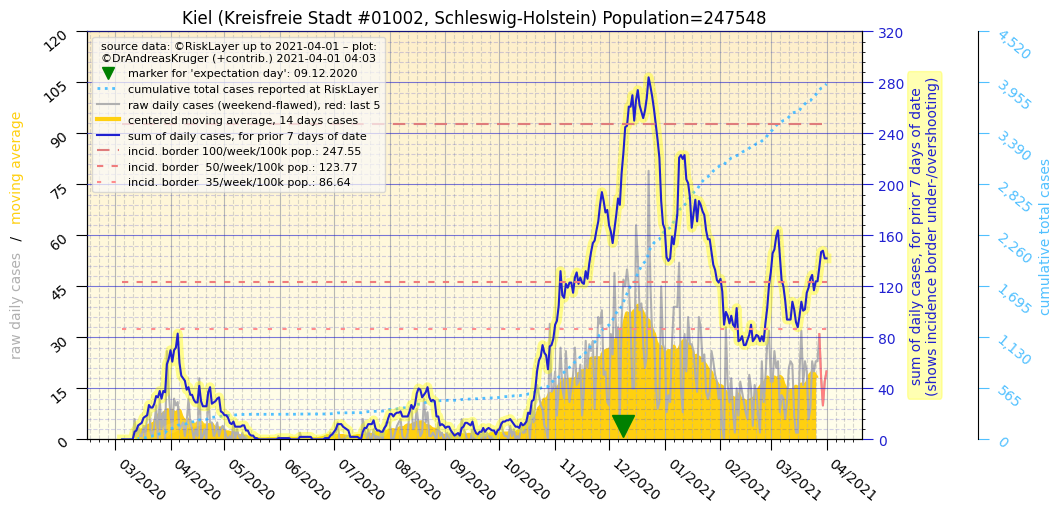 Kiel (Kreisfreie Stadt #01002, Schleswig-Holstein) Population=247548
source data: ©RiskLayer up to 2021-04-01 – plot:
©DrAndreasKruger (+contrib.) 2021-04-01 04:03
marker for 'expectation day': 09.12.2020
cumulative total cases reported at RiskLayer
raw daily cases (weekend-flawed), red: last 5
centered moving average, 14 days cases
sum of daily cases, for prior 7 days of date
incid. border 100/week/100k pop.: 247.55
incid. border  50/week/100k pop.: 123.77
incid. border  35/week/100k pop.: 86.64
raw daily cases / moving average
120
105
90
75
60
45
30
15
0
03/2020
04/2020
05/2020
06/2020
07/2020
08/2020
09/2020
10/2020
11/2020
12/2020
01/2021
02/2021
03/2021
04/2021
320
280
240
200
160
120
80
40
0
sum of daily cases, for prior 7 days of date
(shows incidence border under-/overshooting)
4,520
3,955
3,390
2,825
2,260
1,695
1,130
565
0
cumulative total cases